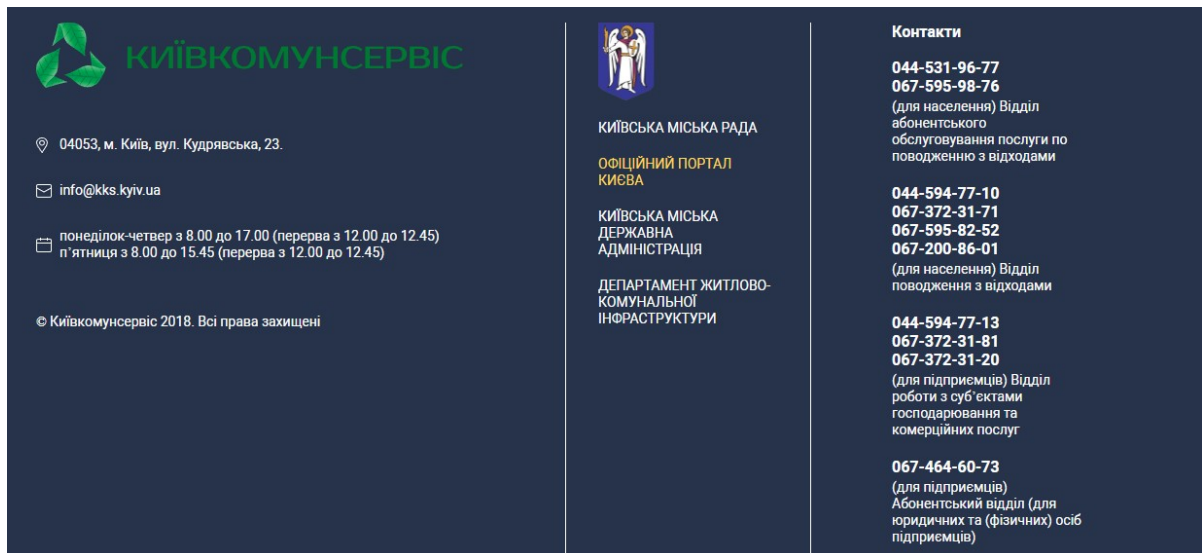 КИЇВКОМУНСЕРВІС
04053, м. Київ, вул. Кудрявська, 23.
info@kks.kyiv.ua
понеділок-четвер з 8.00 до 17.00 (перерва з 12.00 до 12.45)
п'ятниця з 8.00 до 15.45 (перерва з 12.00 до 12.45)
© Київкомунсервіс 2018. Всі права захищені
КИЇВСЬКА МІСЬКА РАДА
ОФІЦІЙНИЙ ПОРТАЛ
КИЄВА
КИЇВСЬКА МІСЬКА
ДЕРЖАВНА
АДМІНІСТРАЦІЯ
ДЕПАРТАМЕНТ ЖИТЛОВО-
КОМУНАЛЬНОЇ
ІНФРАСТРУКТУРИ
Контакти
044-531-96-77
067-595-98-76
(для населення) Відділ
абонентського
обслуговування послуги по
поводженню з відходами
044-594-77-10
067-372-31-71
067-595-82-52
067-200-86-01
(для населення) Відділ
поводження з відходами
044-594-77-13
067-372-31-81
067-372-31-20
(для підприємців) Відділ
роботи з суб'єктами
господарювання та
комерційних послуг
067-464-60-73
(для підприємців)
Абонентський відділ (для
юридичних та (фізичних) осіб
підприємців)